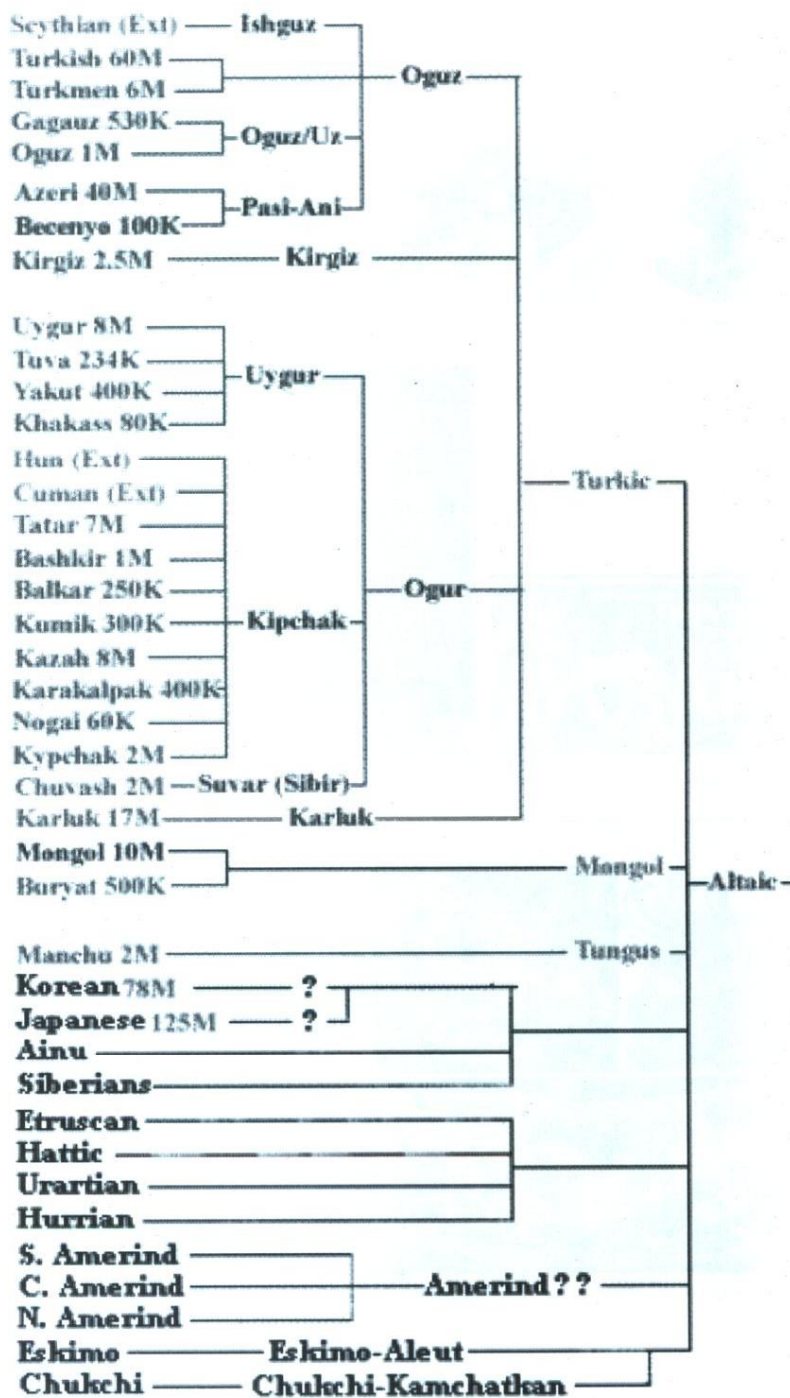 Scythian (Ext) Ishguz
Turkish 60M
Oguz
Turkmen 6M
Gagauz 530K
Oguz/Uz
Oguz 1M
Azeri 40M
Pasi-Ani
Becenyo 100K
Kirgiz 2.5M Kirgiz
Uygur 8M
Tuva 234K
Uygur
Yakut 400K
Khakass 80K
Hun (Ext)
Turkic
Cuman (Ext)
Tatar 7M
Bashkir 1M
Balkar 250K
Ogur
Kumik 300K Kipchak
Kazah 8M
Karakalpak 400K
Nogai 60K
Kypchak 2M
Chuvash 2M Suvar (Sibir)
Karluk 17M Karluk
Mongol 10M
Mongol
Altaic
Buryat 500K
Manchu 2M Tungus
Korean 78M ?
Japanese 125M ?
Ainu
Siberians
Etruscan
Hattic
Urartian
Hurrian
S. Amerind
C. Amerind Amerind ? ?
N. Amerind
Eskimo Eskimo-Aleut
Chukchi Chukchi-Kamchatkan